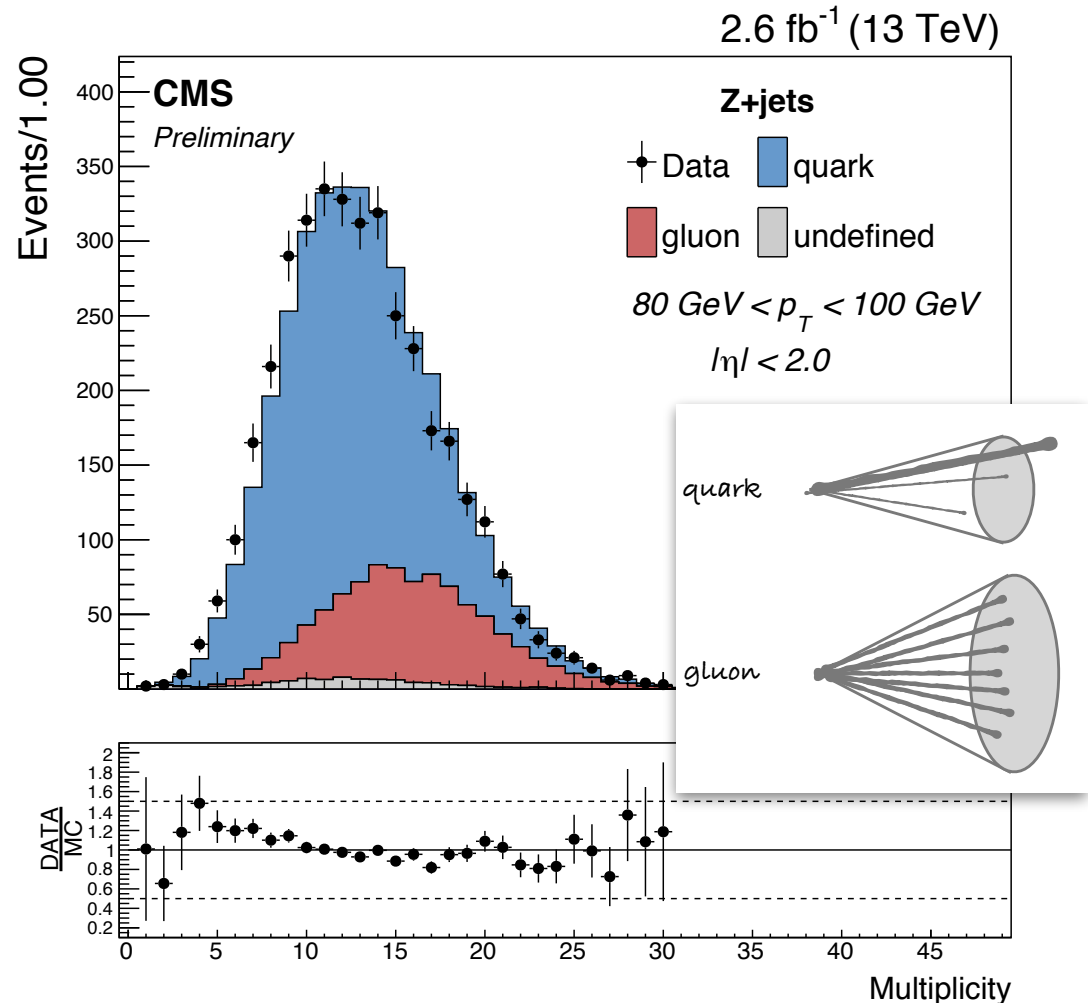 2.6 fb⁻¹ (13 TeV)
Events/1.00
400
350
300
250
200
150
100
50
CMS
Preliminary
Z+jets
Data
quark
gluon
undefined
80 GeV < p_T < 100 GeV
|η| < 2.0
quark
gluon
DATA
MC
2
1.8
1.6
1.4
1.2
1
0.8
0.6
0.4
0.2
0 5 10 15 20 25 30 35 40 45
Multiplicity